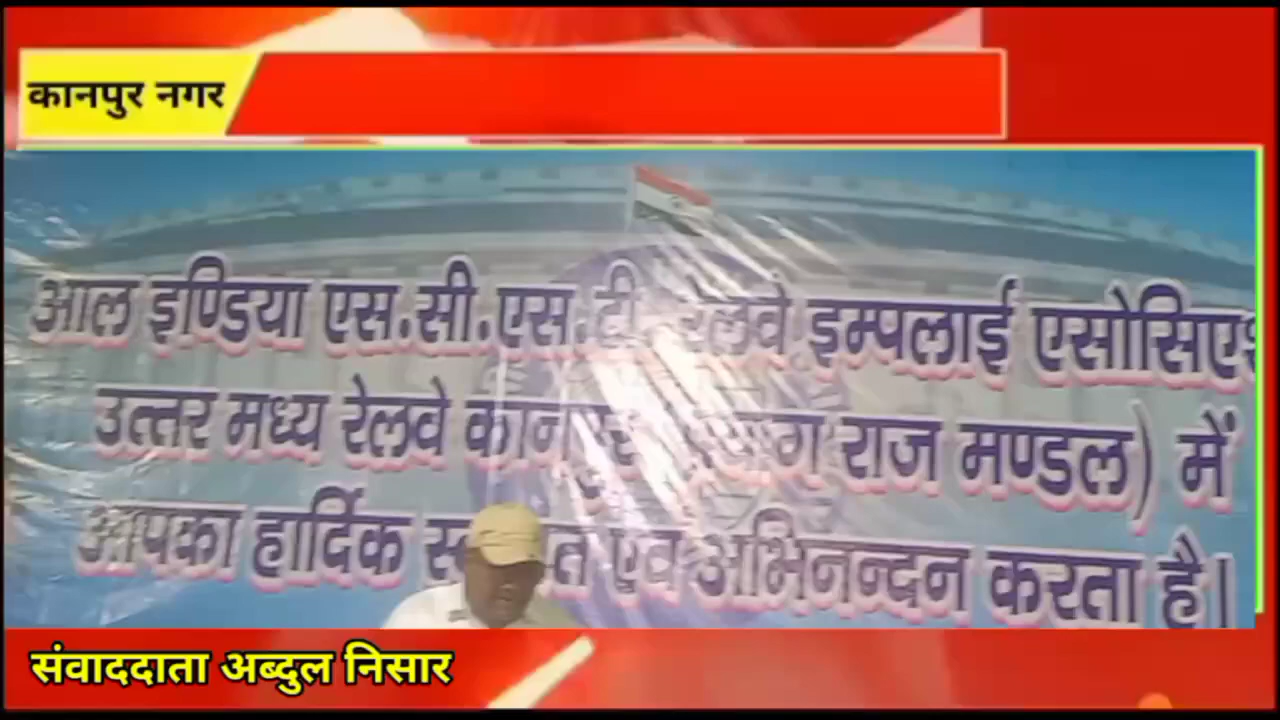 कानपुर नगर
आल इण्डिया एस.सी.एस.टी. रेलवे इम्पलाई
उत्तर मध्य रेलवे राज मण्डल) में
आपका हार्दिक एवं अभिनन्दन करता है।
संवाददाता अब्दुल निसार